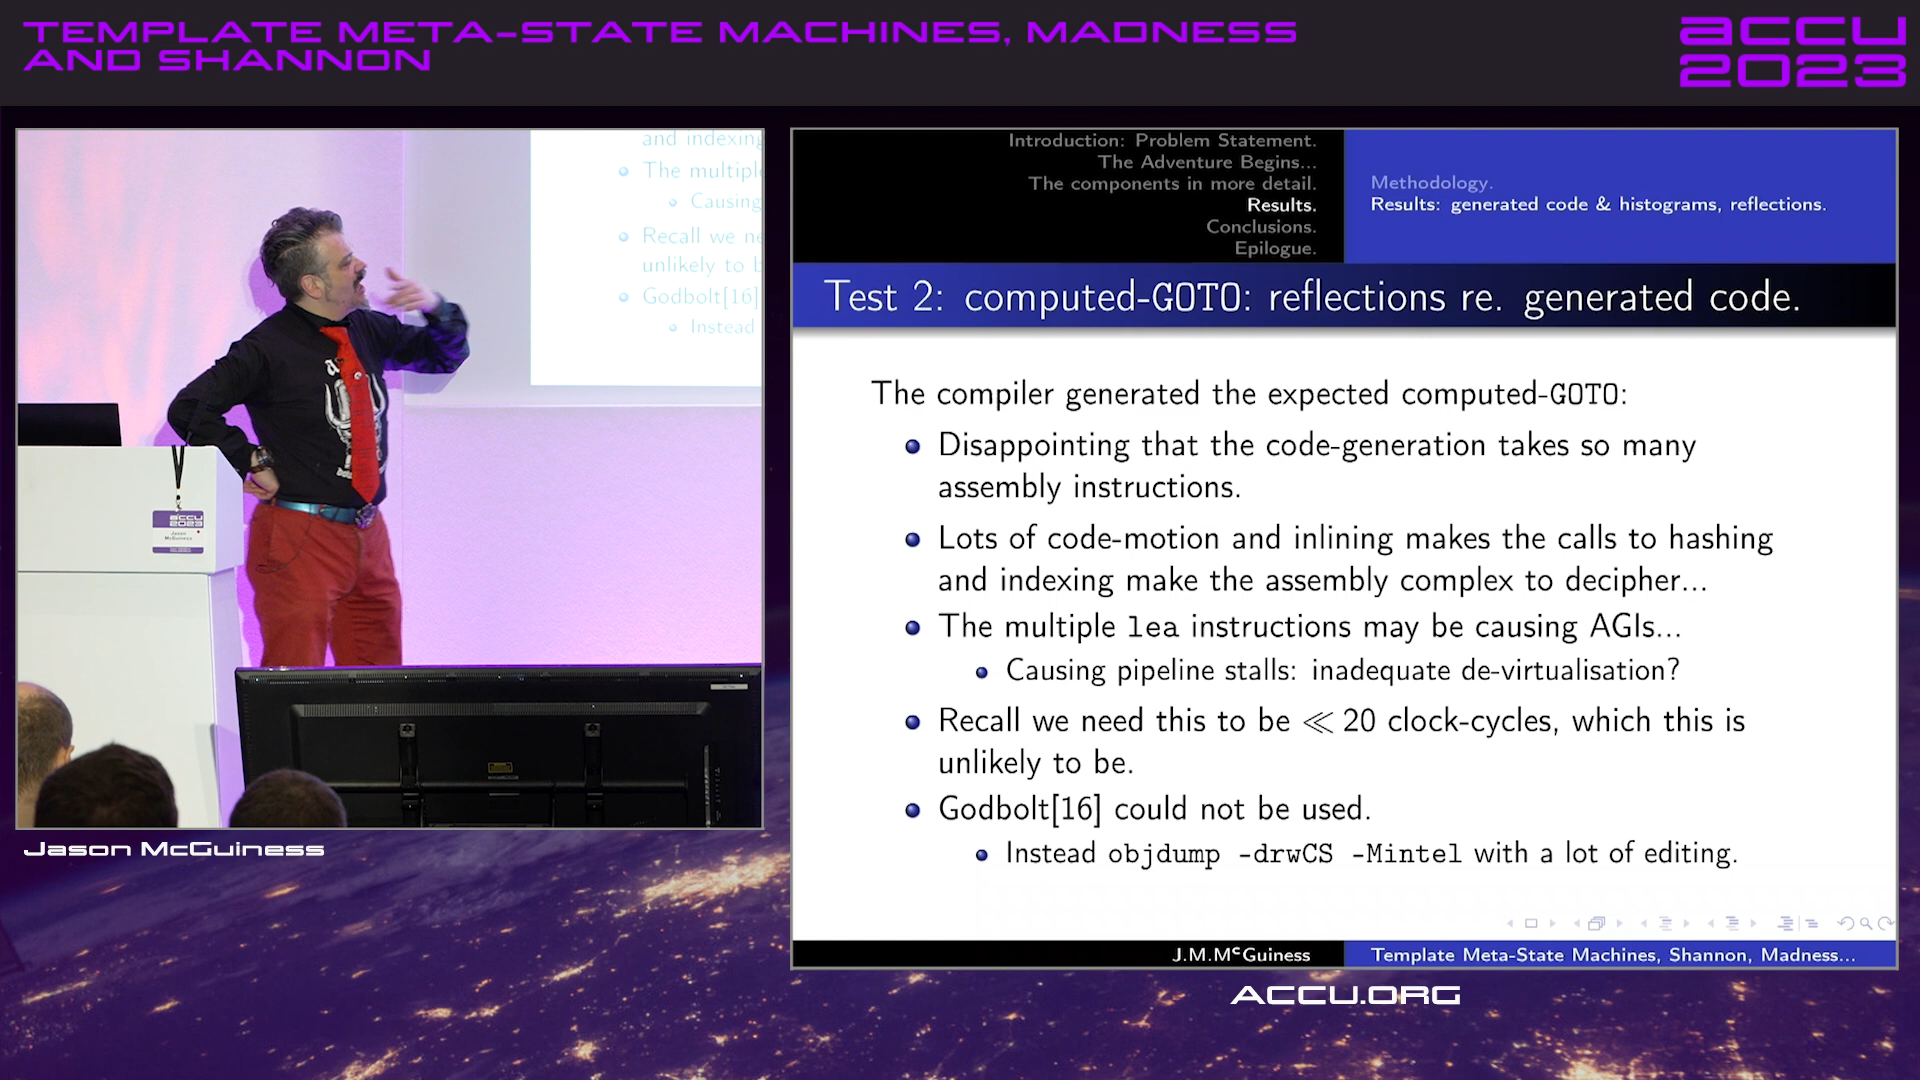 TEMPLATE META-STATE MACHINES, MADNESS
AND SHANNON
ACCU
2023
and indexing
The multipl
Causing
Recall we ne
unlikely to b
Godbolt[16]
Instead
ACCU
2023
Jason
McGuiness
Jason McGuiness
Introduction: Problem Statement.
The Adventure Begins...
The components in more detail.
Results.
Conclusions.
Epilogue.
Methodology.
Results: generated code & histograms, reflections.
Test 2: computed-GOTO: reflections re. generated code.
The compiler generated the expected computed-GOTO:
Disappointing that the code-generation takes so many
assembly instructions.
Lots of code-motion and inlining makes the calls to hashing
and indexing make the assembly complex to decipher...
The multiple lea instructions may be causing AGIs...
Causing pipeline stalls: inadequate de-virtualisation?
Recall we need this to be ≪ 20 clock-cycles, which this is
unlikely to be.
Godbolt[16] could not be used.
Instead objdump -drwCS -Mintel with a lot of editing.
J.M.McGuiness
Template Meta-State Machines, Shannon, Madness...
ACCU.ORG